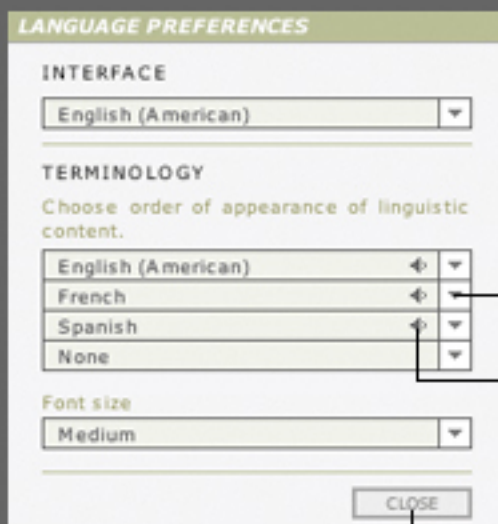 LANGUAGE PREFERENCES
INTERFACE
English (American)
TERMINOLOGY
Choose order of appearance of linguistic
content.
English (American)
French
Spanish
None
Font size
Medium
CLOSE